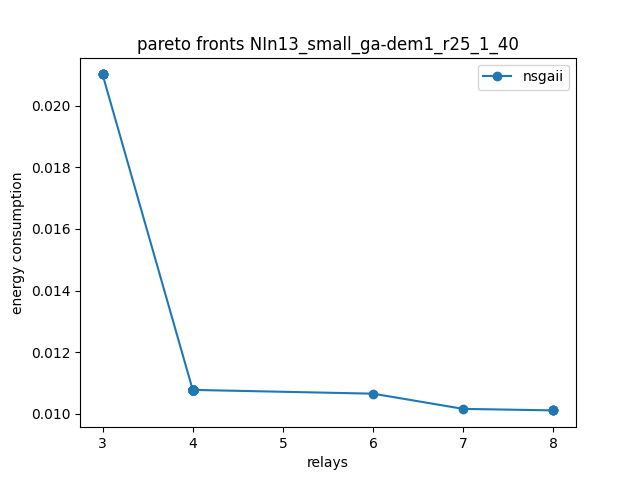 pareto fronts NIn13_small_ga-dem1_r25_1_40
nsgaii
energy consumption
0.020
0.018
0.016
0.014
0.012
0.010
3 4 5 6 7 8
relays